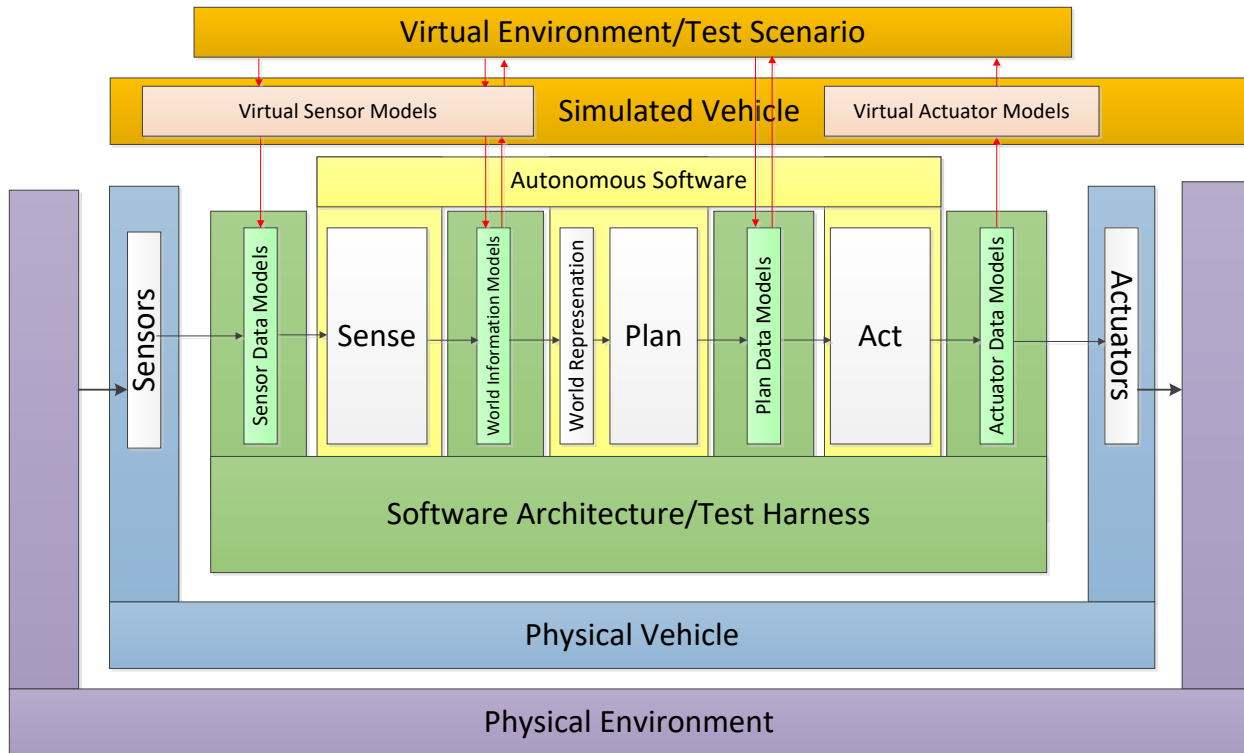 Virtual Environment/Test Scenario
Virtual Sensor Models
Simulated Vehicle
Virtual Actuator Models
Autonomous Software
Sensors
Sensor Data Models
Sense
World Information Models
World Represenation
Plan
Plan Data Models
Act
Actuator Data Models
Actuators
Software Architecture/Test Harness
Physical Vehicle
Physical Environment